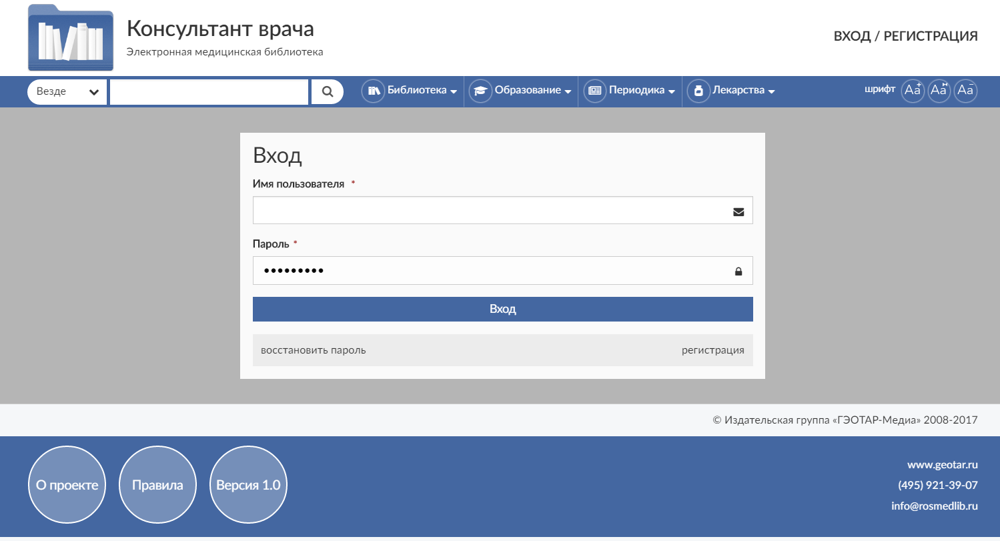 Консультант врача
Электронная медицинская библиотека
ВХОД / РЕГИСТРАЦИЯ
Везде
Библиотека
Образование
Периодика
Лекарства
шрифт
Aa+
Aa
Aa-
Вход
Имя пользователя *
Пароль *
•••••••••
Вход
восстановить пароль
регистрация
© Издательская группа «ГЭОТАР-Медиа» 2008-2017
О проекте
Правила
Версия 1.0
www.geotar.ru
(495) 921-39-07
info@rosmedlib.ru